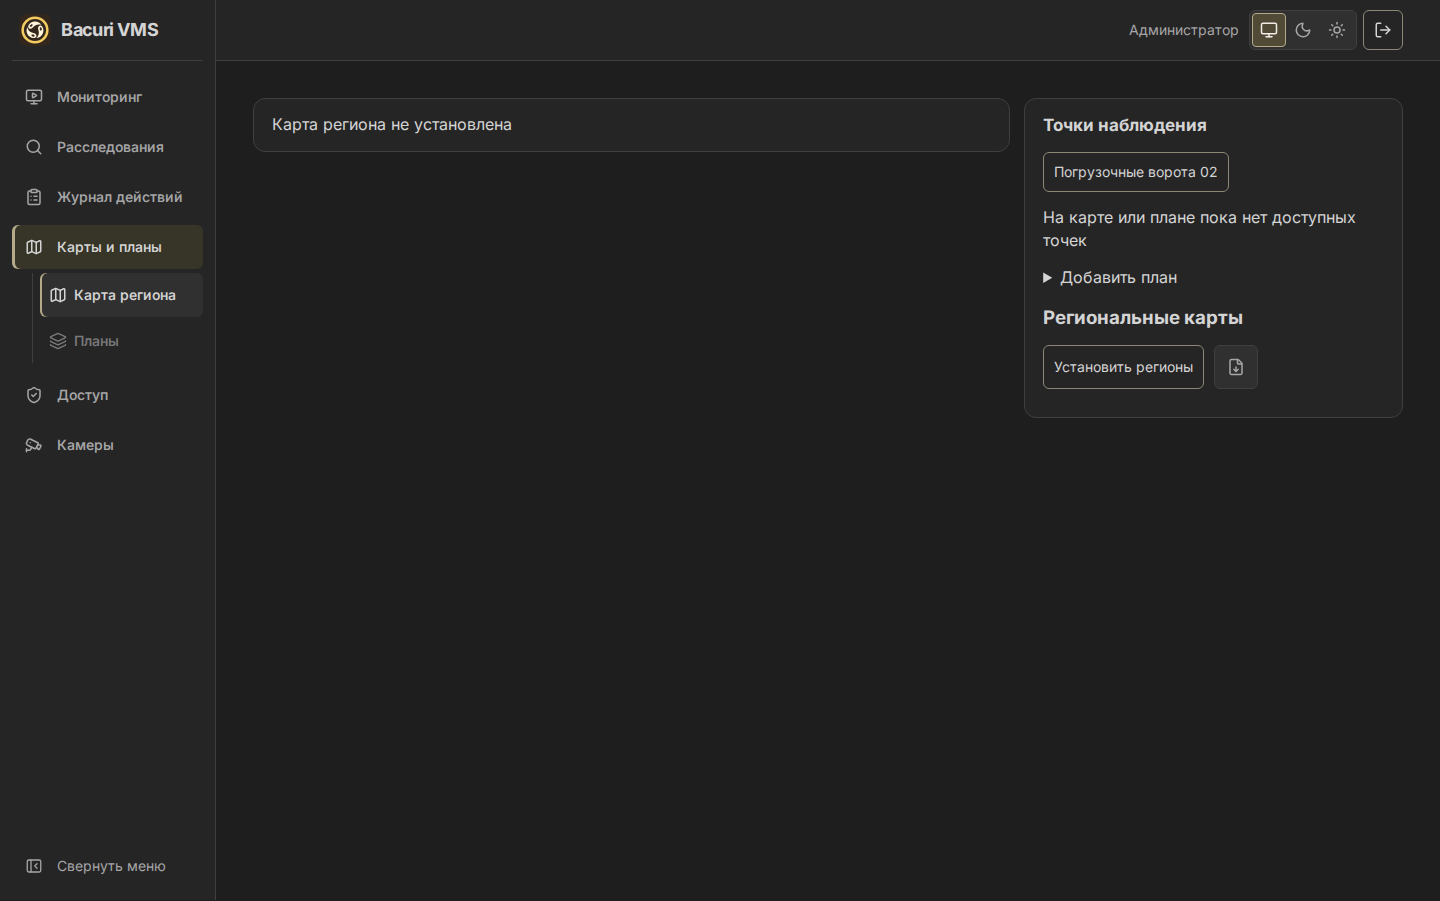 Bacuri VMS
Администратор
Мониторинг
Расследования
Журнал действий
Карты и планы
Карта региона
Планы
Доступ
Камеры
Свернуть меню
Карта региона не установлена
Точки наблюдения
Погрузочные ворота 02
На карте или плане пока нет доступных
точек
Добавить план
Региональные карты
Установить регионы